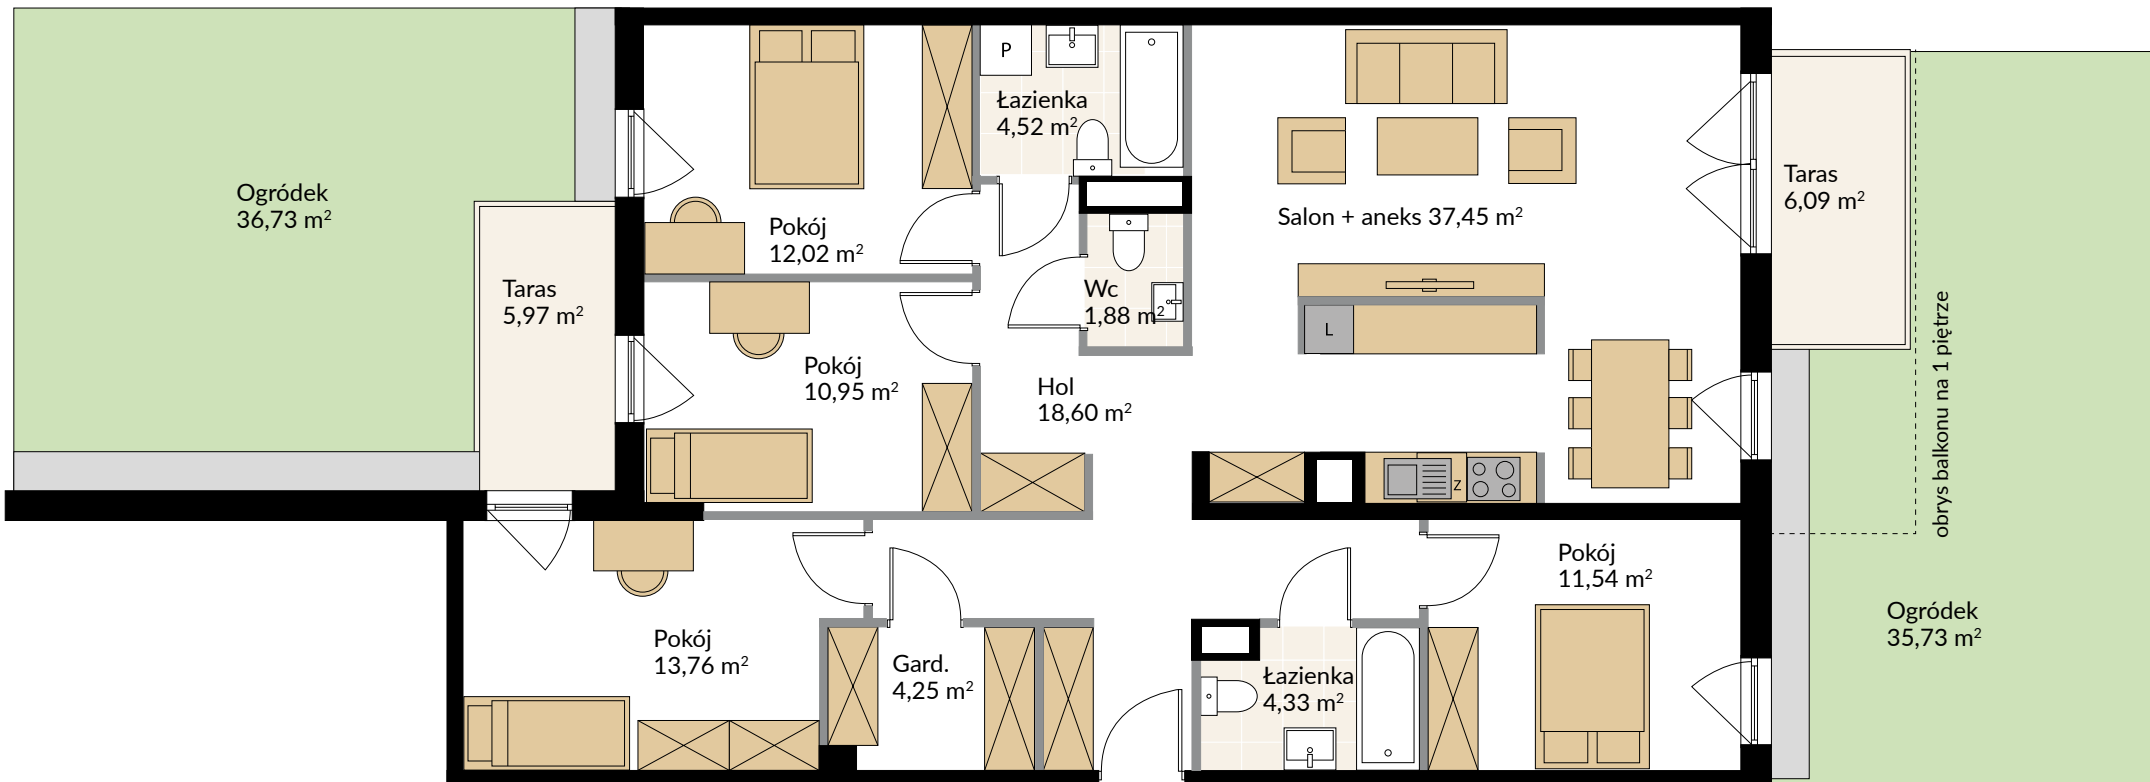 P
Łazienka
4,52 m²
Ogródek
36,73 m²
Pokój
12,02 m²
Salon + aneks 37,45 m²
Taras
6,09 m²
Taras
5,97 m²
Wc
1,88 m²
L
Pokój
10,95 m²
Hol
18,60 m²
obrys balkonu na 1 piętrze
Z
Pokój
11,54 m²
Ogródek
35,73 m²
Pokój
13,76 m²
Gard.
4,25 m²
Łazienka
4,33 m²